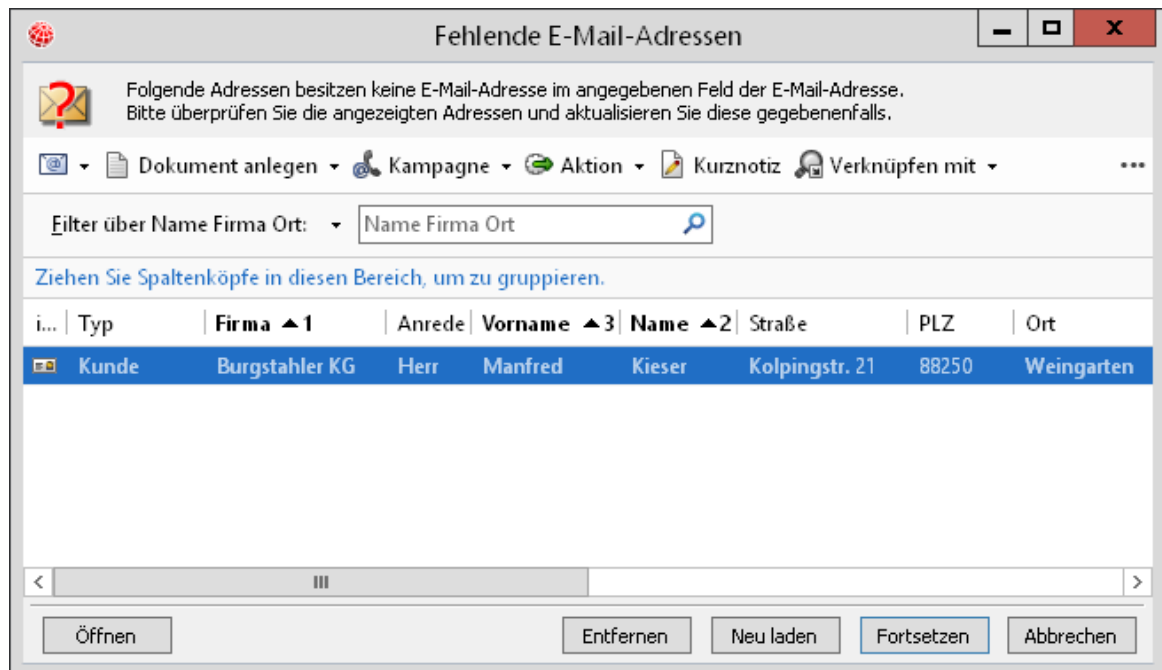 Fehlende E-Mail-Adressen
Folgende Adressen besitzen keine E-Mail-Adresse im angegebenen Feld der E-Mail-Adresse.
Bitte überprüfen Sie die angezeigten Adressen und aktualisieren Sie diese gegebenenfalls.
Dokument anlegen Kampagne Aktion Kurznotiz Verknüpfen mit ...
Filter über Name Firma Ort: Name Firma Ort
Ziehen Sie Spaltenköpfe in diesen Bereich, um zu gruppieren.
i... Typ Firma ▲1 Anrede Vorname ▲3 Name ▲2 Straße PLZ Ort
Kunde Burgstahler KG Herr Manfred Kieser Kolpingstr. 21 88250 Weingarten
Öffnen Entfernen Neu laden Fortsetzen Abbrechen